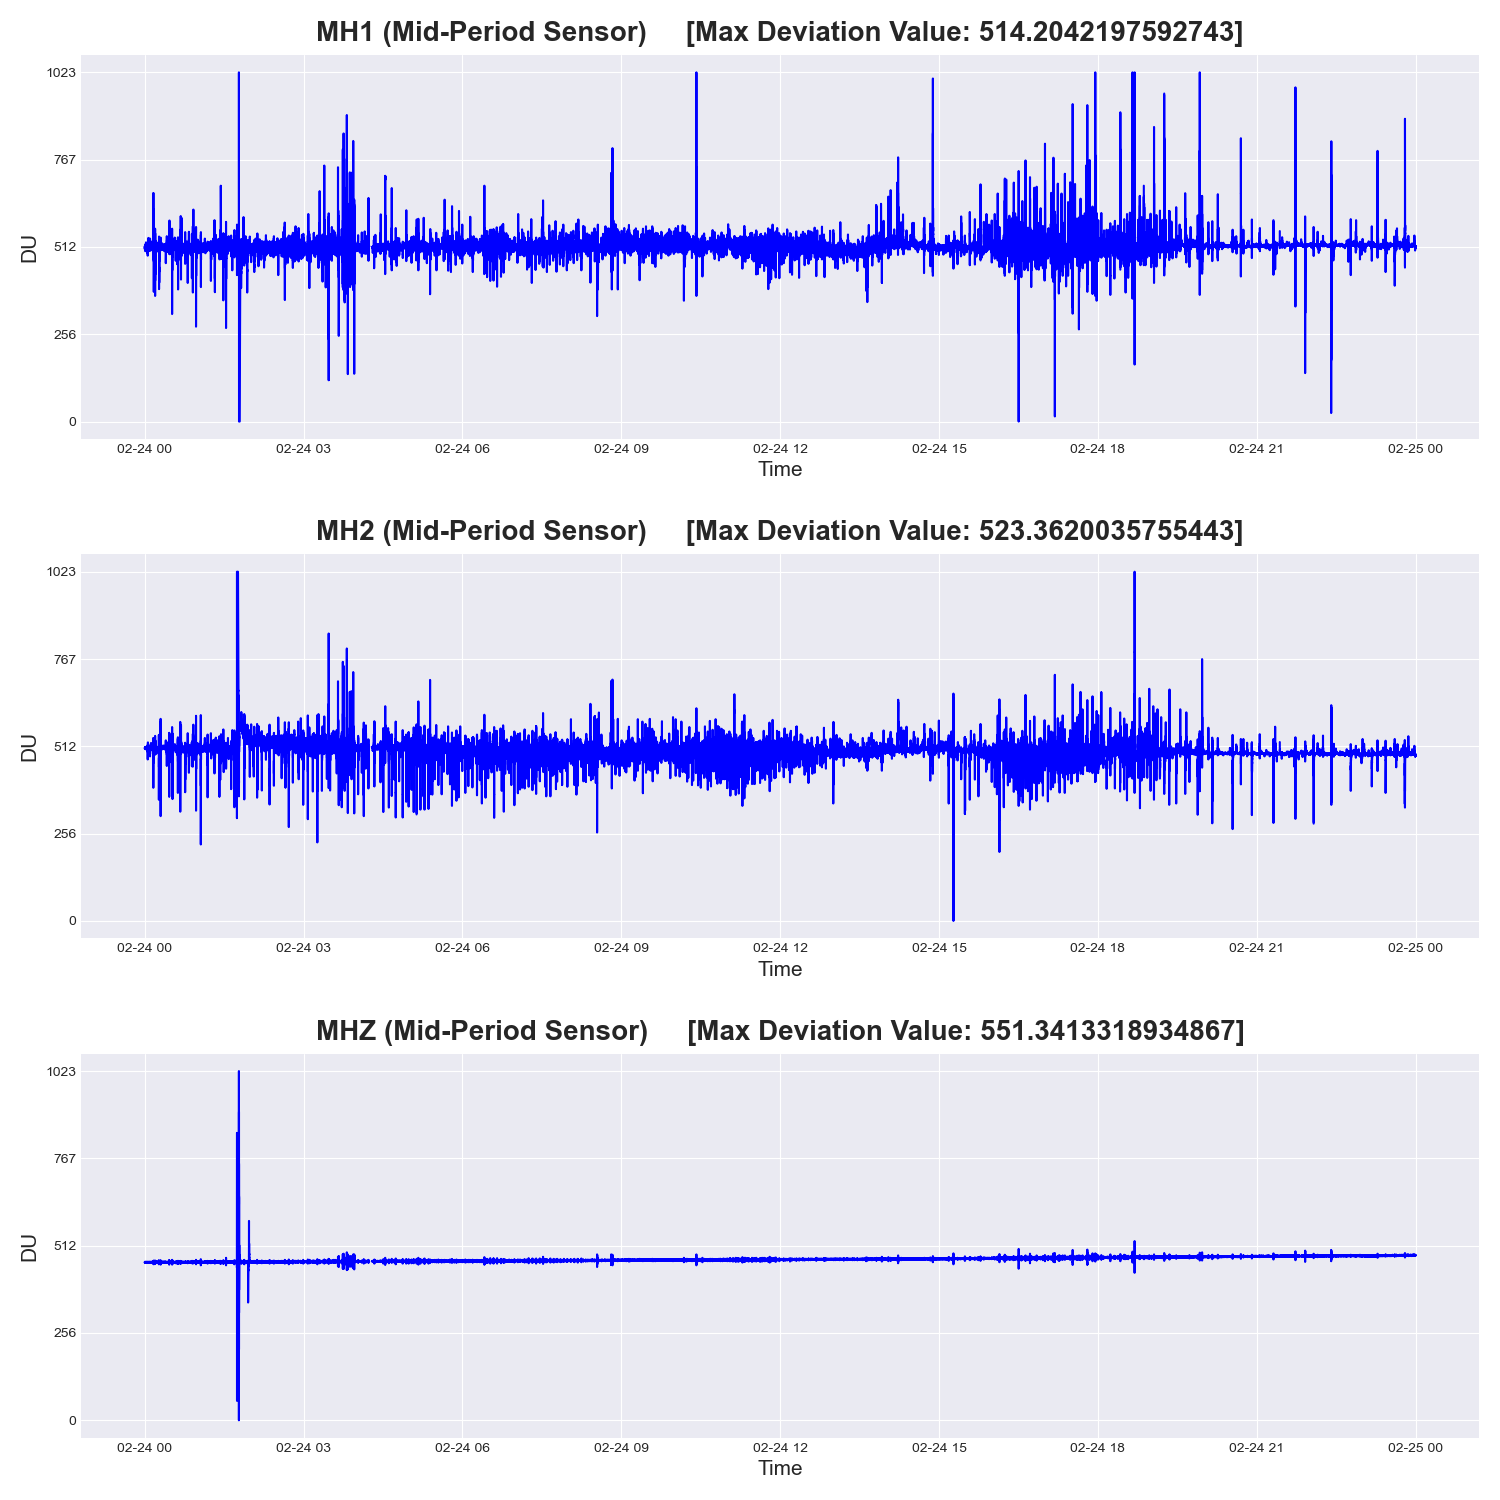 MH1 (Mid-Period Sensor) [Max Deviation Value: 514.2042197592743]
1023
767
512
256
0
DU
02-24 00 02-24 03 02-24 06 02-24 09 02-24 12 02-24 15 02-24 18 02-24 21 02-25 00
Time
MH2 (Mid-Period Sensor) [Max Deviation Value: 523.3620035755443]
1023
767
512
256
0
DU
02-24 00 02-24 03 02-24 06 02-24 09 02-24 12 02-24 15 02-24 18 02-24 21 02-25 00
Time
MHZ (Mid-Period Sensor) [Max Deviation Value: 551.3413318934867]
1023
767
512
256
0
DU
02-24 00 02-24 03 02-24 06 02-24 09 02-24 12 02-24 15 02-24 18 02-24 21 02-25 00
Time